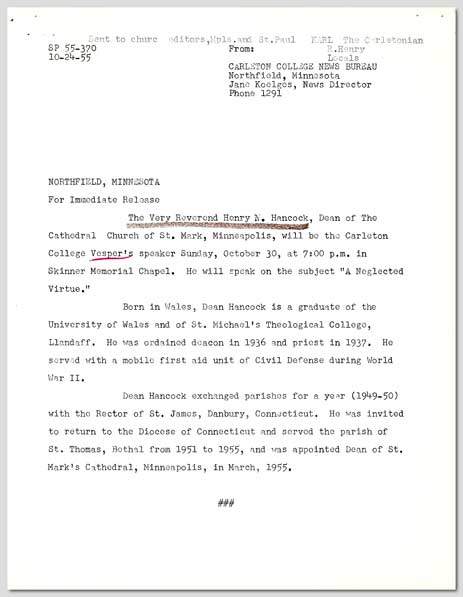 Sent to churc editors,Mpls.and St.Paul KARL The Carletonian
SP 55-370 From: R.Henry
10-24-55 Locals
CARLETON COLLEGE NEWS BUREAU
Northfield, Minnesota
Jane Koelges, News Director
Phone 1291
NORTHFIELD, MINNESOTA
For Immediate Release
The Very Reverend Henry N. Hancock, Dean of The
Cathedral Church of St. Mark, Minneapolis, will be the Carleton
College Vesper's speaker Sunday, October 30, at 7:00 p.m. in
Skinner Memorial Chapel. He will speak on the subject "A Neglected
Virtue."
Born in Wales, Dean Hancock is a graduate of the
University of Wales and of St. Michael's Theological College,
Llandaff. He was ordained deacon in 1936 and priest in 1937. He
served with a mobile first aid unit of Civil Defense during World
War II.
Dean Hancock exchanged parishes for a year (1949-50)
with the Rector of St. James, Danbury, Connecticut. He was invited
to return to the Diocese of Connecticut and served the parish of
St. Thomas, Bethal from 1951 to 1955, and was appointed Dean of St.
Mark's Cathedral, Minneapolis, in March, 1955.
###